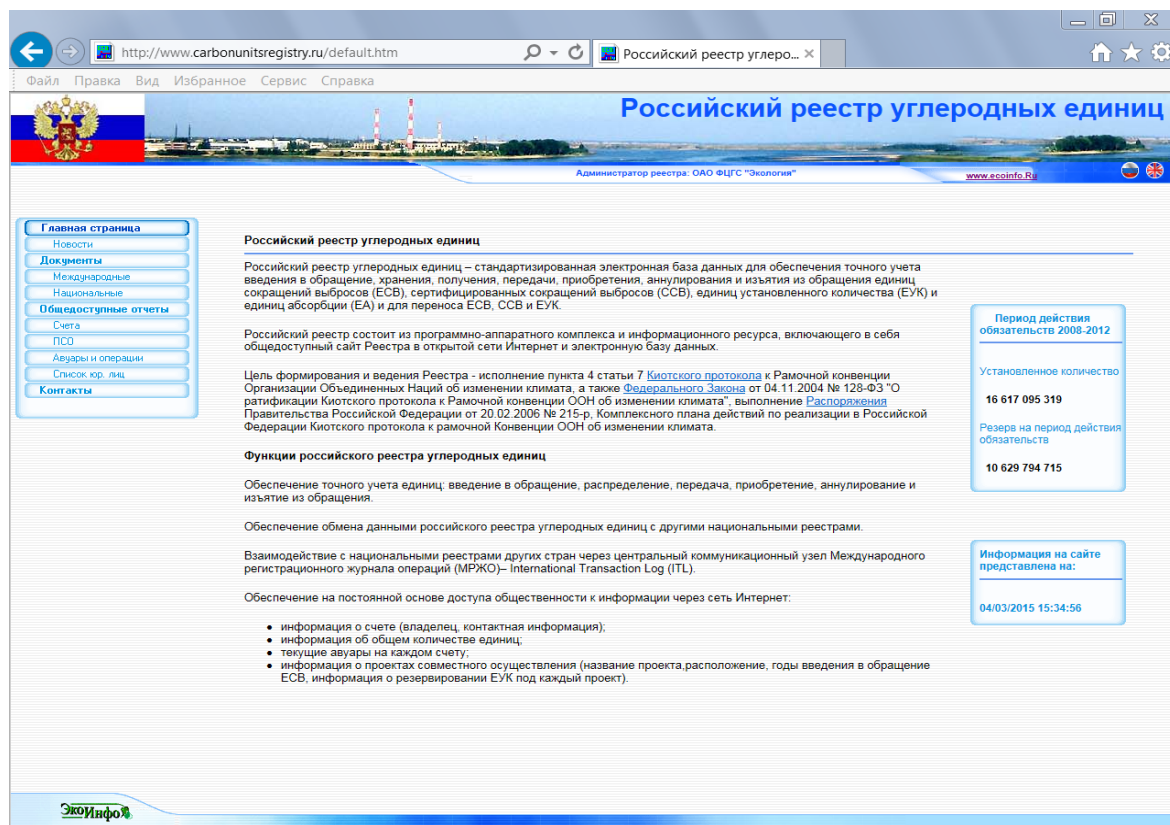 http://www.carbonunitsregistry.ru/default.htm
Российский реестр углеро...
Файл Правка Вид Избранное Сервис Справка
Российский реестр углеродных единиц
Администратор реестра: ОАО ФЦГС "Экология"
www.ecoinfo.Ru
Главная страница
Новости
Документы
Международные
Национальные
Общедоступные отчеты
Счета
ПСО
Авуары и операции
Список юр. лиц
Контакты
Российский реестр углеродных единиц
Российский реестр углеродных единиц – стандартизированная электронная база данных для обеспечения точного учета
введения в обращение, хранения, получения, передачи, приобретения, аннулирования и изъятия из обращения единиц
сокращений выбросов (ЕСВ), сертифицированных сокращений выбросов (ССВ), единиц установленного количества (ЕУК) и
единиц абсорбции (ЕА) и для переноса ЕСВ, ССВ и ЕУК.
Российский реестр состоит из программно-аппаратного комплекса и информационного ресурса, включающего в себя
общедоступный сайт Реестра в открытой сети Интернет и электронную базу данных.
Цель формирования и ведения Реестра - исполнение пункта 4 статьи 7 Киотского протокола к Рамочной конвенции
Организации Объединенных Наций об изменении климата, а также Федерального Закона от 04.11.2004 № 128-ФЗ "О
ратификации Киотского протокола к Рамочной конвенции ООН об изменении климата", выполнение Распоряжения
Правительства Российской Федерации от 20.02.2006 № 215-р, Комплексного плана действий по реализации в Российской
Федерации Киотского протокола к рамочной Конвенции ООН об изменении климата.
Функции российского реестра углеродных единиц
Обеспечение точного учета единиц: введение в обращение, распределение, передача, приобретение, аннулирование и
изъятие из обращения.
Обеспечение обмена данными российского реестра углеродных единиц с другими национальными реестрами.
Взаимодействие с национальными реестрами других стран через центральный коммуникационный узел Международного
регистрационного журнала операций (МРЖО)– International Transaction Log (ITL).
Обеспечение на постоянной основе доступа общественности к информации через сеть Интернет:
• информация о счете (владелец, контактная информация);
• информация об общем количестве единиц;
• текущие авуары на каждом счету;
• информация о проектах совместного осуществления (название проекта,расположение, годы введения в обращение
ЕСВ, информация о резервировании ЕУК под каждый проект).
Период действия
обязательств 2008-2012
Установленное количество
16 617 095 319
Резерв на период действия
обязательств
10 629 794 715
Информация на сайте
представлена на:
04/03/2015 15:34:56
ЭкоИнфо